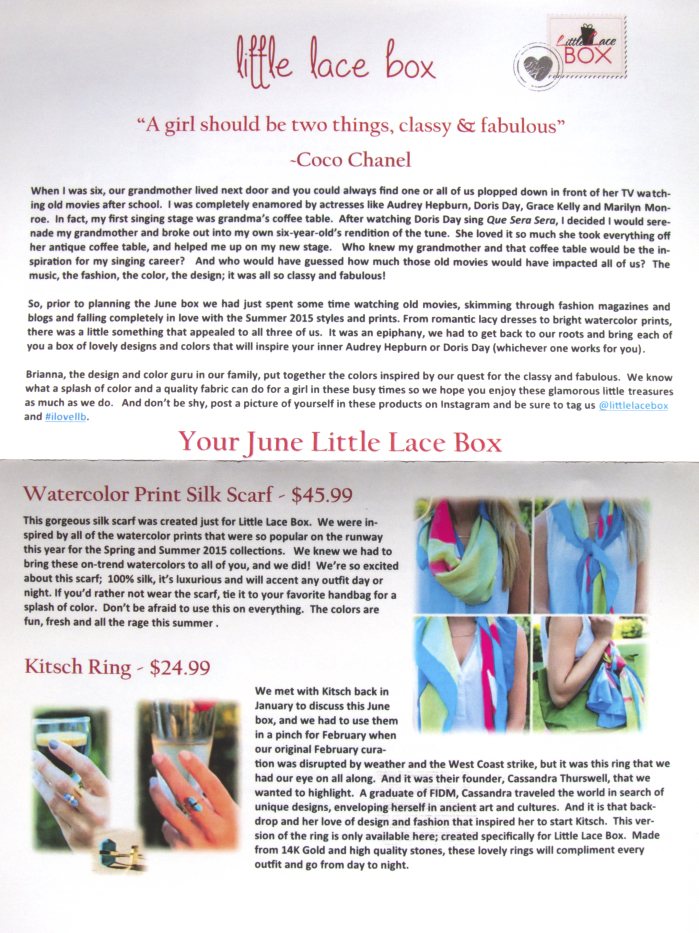 little lace box
Little Lace
BOX
“A girl should be two things, classy & fabulous”
-Coco Chanel
When I was six, our grandmother lived next door and you could always find one or all of us plopped down in front of her TV watch-
ing old movies after school. I was completely enamored by actresses like Audrey Hepburn, Doris Day, Grace Kelly and Marilyn Mon-
roe. In fact, my first singing stage was grandma’s coffee table. After watching Doris Day sing Que Sera Sera, I decided I would sere-
nade my grandmother and broke out into my own six-year-old’s rendition of the tune. She loved it so much she took everything off
her antique coffee table, and helped me up on my new stage. Who knew my grandmother and that coffee table would be the in-
spiration for my singing career? And who would have guessed how much those old movies would have impacted all of us? The
music, the fashion, the color, the design; it was all so classy and fabulous!
So, prior to planning the June box we had just spent some time watching old movies, skimming through fashion magazines and
blogs and falling completely in love with the Summer 2015 styles and prints. From romantic lacy dresses to bright watercolor prints,
there was a little something that appealed to all three of us. It was an epiphany, we had to get back to our roots and bring each of
you a box of lovely designs and colors that will inspire your inner Audrey Hepburn or Doris Day (whichever one works for you).
Brianna, the design and color guru in our family, put together the colors inspired by our quest for the classy and fabulous. We know
what a splash of color and a quality fabric can do for a girl in these busy times so we hope you enjoy these glamorous little treasures
as much as we do. And don’t be shy, post a picture of yourself in these products on Instagram and be sure to tag us @littlelacebox
and #ilovellb.
Your June Little Lace Box
Watercolor Print Silk Scarf - $45.99
This gorgeous silk scarf was created just for Little Lace Box. We were in-
spired by all of the watercolor prints that were so popular on the runway
this year for the Spring and Summer 2015 collections. We knew we had to
bring these on-trend watercolors to all of you, and we did! We’re so excited
about this scarf; 100% silk, it’s luxurious and will accent any outfit day or
night. If you’d rather not wear the scarf, tie it to your favorite handbag for a
splash of color. Don’t be afraid to use this on everything. The colors are
fun, fresh and all the rage this summer .
Kitsch Ring - $24.99
We met with Kitsch back in
January to discuss this June
box, and we had to use them
in a pinch for February when
our original February cura-
tion was disrupted by weather and the West Coast strike, but it was this ring that we
had our eye on all along. And it was their founder, Cassandra Thurswell, that we
wanted to highlight. A graduate of FIDM, Cassandra traveled the world in search of
unique designs, enveloping herself in ancient art and cultures. And it is that back-
drop and her love of design and fashion that inspired her to start Kitsch. This ver-
sion of the ring is only available here; created specifically for Little Lace Box. Made
from 14K Gold and high quality stones, these lovely rings will compliment every
outfit and go from day to night.